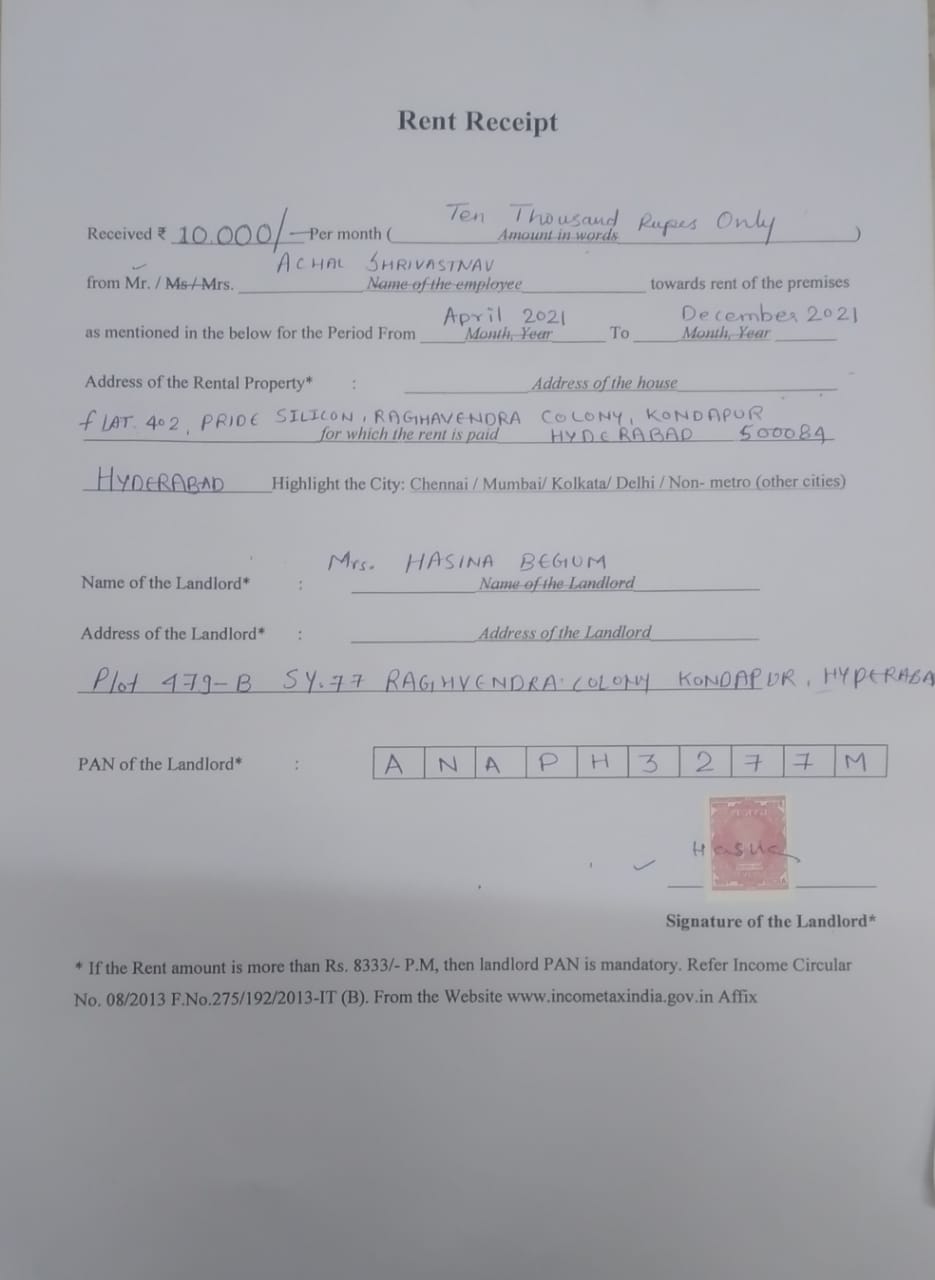 Rent Receipt
Ten Thousand Rupes Only
Received ₹ 10.000/- Per month ( Amount in words )
ACHAL SHRIVASTNAV
from Mr. / Ms / Mrs. Name of the employee towards rent of the premises
April 2021 December 2021
as mentioned in the below for the Period From Month, Year To Month, Year
Address of the Rental Property* : Address of the house
fLAT. 402, PRIDE SILICON, RAGHAVENDRA COLONY, KONDAPUR
for which the rent is paid HYDERABAD 500084
HYDERABAD Highlight the City: Chennai / Mumbai/ Kolkata/ Delhi / Non- metro (other cities)
Mrs. HASINA BEGUM
Name of the Landlord* : Name of the Landlord
Address of the Landlord* : Address of the Landlord
Plot 479-B SY.77 RAGHVENDRA COLONY KONDAPUR, HYDERABA
PAN of the Landlord* : A N A P H 3 2 7 7 M
Signature of the Landlord*
* If the Rent amount is more than Rs. 8333/- P.M, then landlord PAN is mandatory. Refer Income Circular
No. 08/2013 F.No.275/192/2013-IT (B). From the Website www.incometaxindia.gov.in Affix